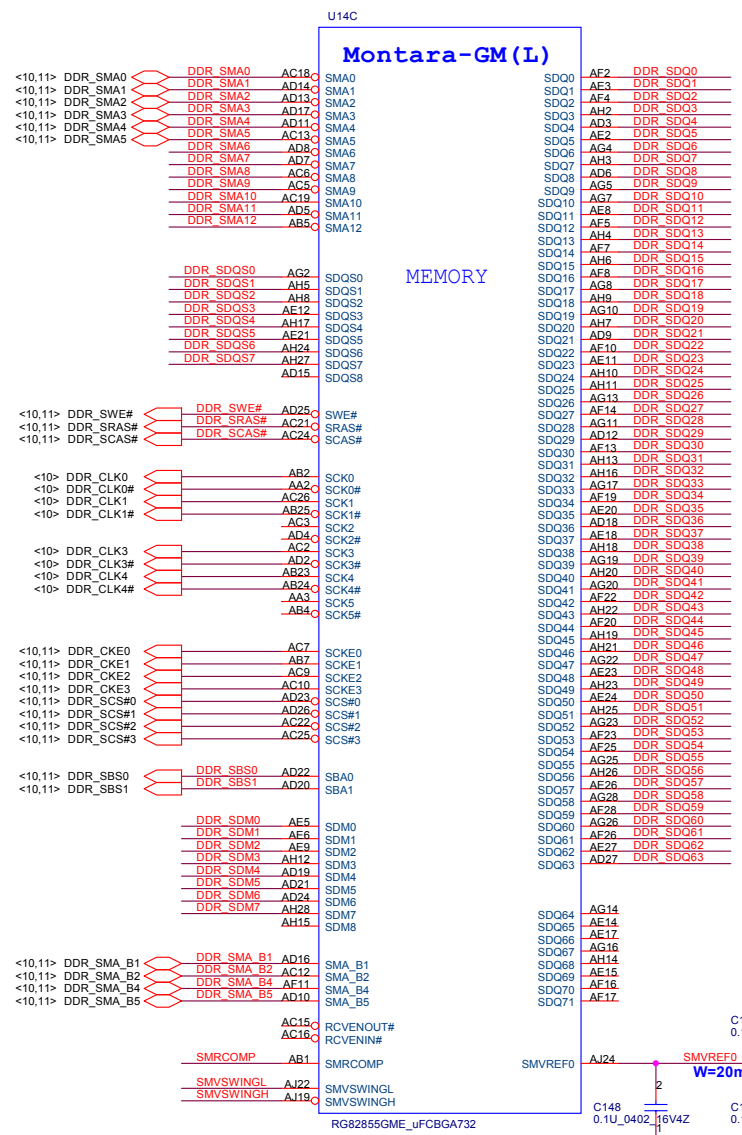 U14C
Montara-GM(L)
MEMORY
<10,11> DDR_SMA0 DDR_SMA0 AC18 SMA0
<10,11> DDR_SMA1 DDR_SMA1 AD14 SMA1
<10,11> DDR_SMA2 DDR_SMA2 AD13 SMA2
<10,11> DDR_SMA3 DDR_SMA3 AD17 SMA3
<10,11> DDR_SMA4 DDR_SMA4 AD11 SMA4
<10,11> DDR_SMA5 DDR_SMA5 AC13 SMA5
DDR_SMA6 AD8 SMA6
DDR_SMA7 AD7 SMA7
DDR_SMA8 AC6 SMA8
DDR_SMA9 AC5 SMA9
DDR_SMA10 AC19 SMA10
DDR_SMA11 AD5 SMA11
DDR_SMA12 AB5 SMA12
DDR_SDQS0 AG2 SDQS0
DDR_SDQS1 AH5 SDQS1
DDR_SDQS2 AH8 SDQS2
DDR_SDQS3 AE12 SDQS3
DDR_SDQS4 AH17 SDQS4
DDR_SDQS5 AE21 SDQS5
DDR_SDQS6 AH24 SDQS6
DDR_SDQS7 AH27 SDQS7
AD15 SDQS8
<10,11> DDR_SWE# DDR_SWE# AD25 SWE#
<10,11> DDR_SRAS# DDR_SRAS# AC21 SRAS#
<10,11> DDR_SCAS# DDR_SCAS# AC24 SCAS#
<10> DDR_CLK0 AB2 SCK0
<10> DDR_CLK0# AA2 SCK0#
<10> DDR_CLK1 AC26 SCK1
<10> DDR_CLK1# AB25 SCK1#
AC3 SCK2
AD4 SCK2#
<10> DDR_CLK3 AC2 SCK3
<10> DDR_CLK3# AD2 SCK3#
<10> DDR_CLK4 AB23 SCK4
<10> DDR_CLK4# AB24 SCK4#
AA3 SCK5
AB4 SCK5#
<10,11> DDR_CKE0 AC7 SCKE0
<10,11> DDR_CKE1 AB7 SCKE1
<10,11> DDR_CKE2 AC9 SCKE2
<10,11> DDR_CKE3 AC10 SCKE3
<10,11> DDR_SCS#0 AD23 SCS#0
<10,11> DDR_SCS#1 AD26 SCS#1
<10,11> DDR_SCS#2 AC22 SCS#2
<10,11> DDR_SCS#3 AC25 SCS#3
<10,11> DDR_SBS0 DDR_SBS0 AD22 SBA0
<10,11> DDR_SBS1 DDR_SBS1 AD20 SBA1
DDR_SDM0 AE5 SDM0
DDR_SDM1 AE6 SDM1
DDR_SDM2 AE9 SDM2
DDR_SDM3 AH12 SDM3
DDR_SDM4 AD19 SDM4
DDR_SDM5 AD21 SDM5
DDR_SDM6 AD24 SDM6
DDR_SDM7 AH28 SDM7
AH15 SDM8
<10,11> DDR_SMA_B1 DDR_SMA_B1 AD16 SMA_B1
<10,11> DDR_SMA_B2 DDR_SMA_B2 AC12 SMA_B2
<10,11> DDR_SMA_B4 DDR_SMA_B4 AF11 SMA_B4
<10,11> DDR_SMA_B5 DDR_SMA_B5 AD10 SMA_B5
AC15 RCVENOUT#
AC16 RCVENIN#
SMRCOMP AB1 SMRCOMP
SMVSWINGL AJ22 SMVSWINGL
SMVSWINGH AJ19 SMVSWINGH
SDQ0 AF2 DDR_SDQ0
SDQ1 AE3 DDR_SDQ1
SDQ2 AF4 DDR_SDQ2
SDQ3 AH2 DDR_SDQ3
SDQ4 AD3 DDR_SDQ4
SDQ5 AE2 DDR_SDQ5
SDQ6 AG4 DDR_SDQ6
SDQ7 AH3 DDR_SDQ7
SDQ8 AD6 DDR_SDQ8
SDQ9 AG5 DDR_SDQ9
SDQ10 AG7 DDR_SDQ10
SDQ11 AE8 DDR_SDQ11
SDQ12 AF5 DDR_SDQ12
SDQ13 AH4 DDR_SDQ13
SDQ14 AF7 DDR_SDQ14
SDQ15 AH6 DDR_SDQ15
SDQ16 AF8 DDR_SDQ16
SDQ17 AG8 DDR_SDQ17
SDQ18 AH9 DDR_SDQ18
SDQ19 AG10 DDR_SDQ19
SDQ20 AH7 DDR_SDQ20
SDQ21 AD9 DDR_SDQ21
SDQ22 AF10 DDR_SDQ22
SDQ23 AE11 DDR_SDQ23
SDQ24 AH10 DDR_SDQ24
SDQ25 AH11 DDR_SDQ25
SDQ26 AG13 DDR_SDQ26
SDQ27 AF14 DDR_SDQ27
SDQ28 AG11 DDR_SDQ28
SDQ29 AD12 DDR_SDQ29
SDQ30 AF13 DDR_SDQ30
SDQ31 AH13 DDR_SDQ31
SDQ32 AH16 DDR_SDQ32
SDQ33 AG17 DDR_SDQ33
SDQ34 AF19 DDR_SDQ34
SDQ35 AE20 DDR_SDQ35
SDQ36 AD18 DDR_SDQ36
SDQ37 AE18 DDR_SDQ37
SDQ38 AH18 DDR_SDQ38
SDQ39 AG19 DDR_SDQ39
SDQ40 AH20 DDR_SDQ40
SDQ41 AG20 DDR_SDQ41
SDQ42 AF22 DDR_SDQ42
SDQ43 AH22 DDR_SDQ43
SDQ44 AF20 DDR_SDQ44
SDQ45 AH19 DDR_SDQ45
SDQ46 AH21 DDR_SDQ46
SDQ47 AG22 DDR_SDQ47
SDQ48 AE23 DDR_SDQ48
SDQ49 AH23 DDR_SDQ49
SDQ50 AE24 DDR_SDQ50
SDQ51 AH25 DDR_SDQ51
SDQ52 AG23 DDR_SDQ52
SDQ53 AF23 DDR_SDQ53
SDQ54 AF25 DDR_SDQ54
SDQ55 AG25 DDR_SDQ55
SDQ56 AH26 DDR_SDQ56
SDQ57 AE26 DDR_SDQ57
SDQ58 AG28 DDR_SDQ58
SDQ59 AF28 DDR_SDQ59
SDQ60 AG26 DDR_SDQ60
SDQ61 AF26 DDR_SDQ61
SDQ62 AE27 DDR_SDQ62
SDQ63 AD27 DDR_SDQ63
SDQ64 AG14
SDQ65 AE14
SDQ66 AE17
SDQ67 AG16
SDQ68 AH14
SDQ69 AE15
SDQ70 AF16
SDQ71 AF17
SMVREF0 AJ24 SMVREF0
W=20m
C1
0.1
2
C148
0.1U_0402_16V4Z
1
C1
0.1
RG82855GME_uFCBGA732